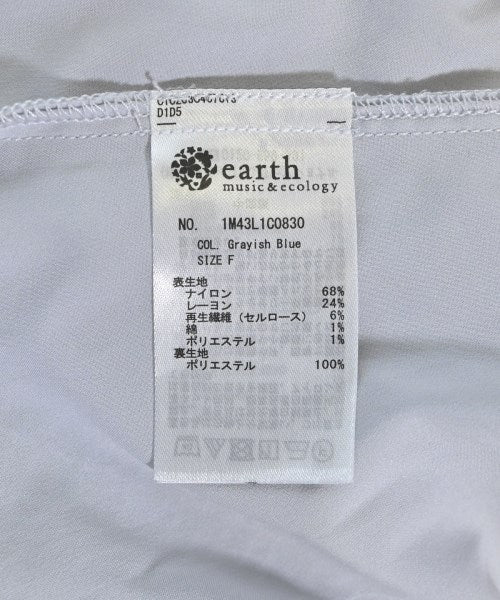 D1D5
earth
music&ecology
NO. 1M43L1C0830
COL. Grayish Blue
SIZE F
表生地
ナイロン 68%
レーヨン 24%
再生繊維（セルロース） 6%
綿 1%
ポリエステル 1%
裏生地
ポリエステル 100%